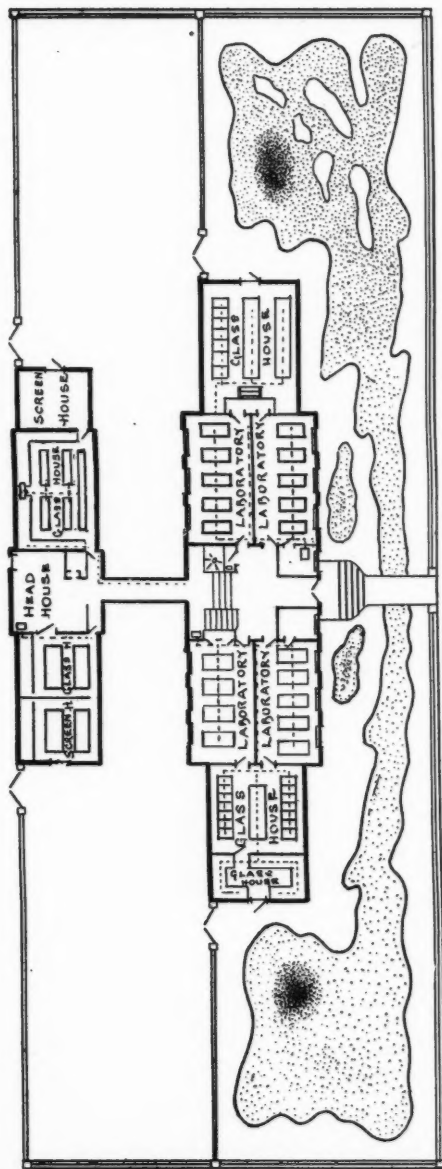 SCREEN
HOUSE
GLASS HOUSE
HEAD
HOUSE
GLASS H.
SCREEN H.
GLASS
HOUSE
LABORATORY
LABORATORY
LABORATORY
LABORATORY
GLASS
HOUSE
GLASS
HOUSE